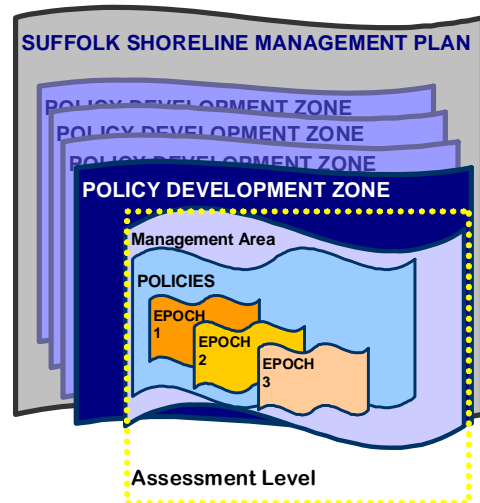 SUFFOLK SHORELINE MANAGEMENT PLAN
POLICY DEVELOPMENT ZONE
POLICY DEVELOPMENT ZONE
POLICY DEVELOPMENT ZONE
POLICY DEVELOPMENT ZONE
Management Area
POLICIES
EPOCH
1
EPOCH
2
EPOCH
3
Assessment Level